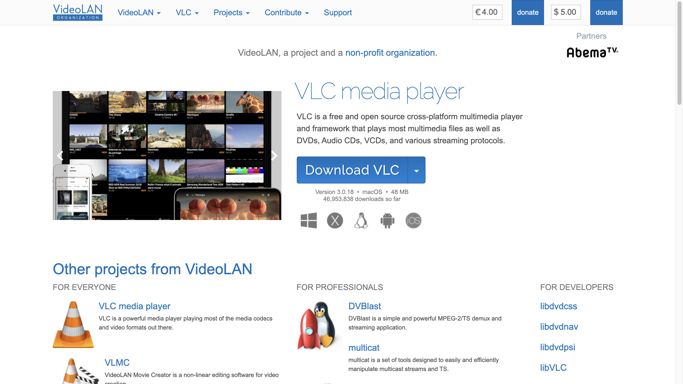 VideoLAN
ORGANIZATION
VideoLAN
VLC
Projects
Contribute
Support
€ 4.00
donate
$ 5.00
donate
Partners
AbemaTV.
VideoLAN, a project and a non-profit organization.
VLC media player
VLC is a free and open source cross-platform multimedia player
and framework that plays most multimedia files as well as
DVDs, Audio CDs, VCDs, and various streaming protocols.
Download VLC
Version 3.0.18 • macOS • 48 MB
46,953,838 downloads so far
iOS
Other projects from VideoLAN
FOR EVERYONE
VLC media player
VLC is a powerful media player playing most of the media codecs
and video formats out there.
VLMC
VideoLAN Movie Creator is a non-linear editing software for video
FOR PROFESSIONALS
DVBlast
DVBlast is a simple and powerful MPEG-2/TS demux and
streaming application.
multicat
multicat is a set of tools designed to easily and efficiently
manipulate multicast streams and TS.
FOR DEVELOPERS
libdvdcss
libdvdnav
libdvdpsi
libVLC